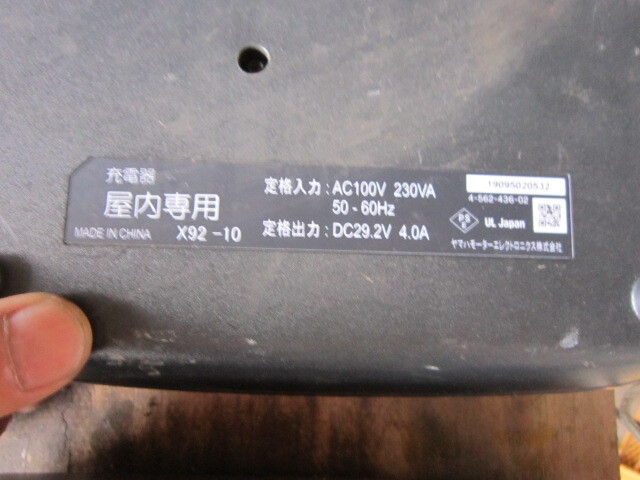 充電器
屋内専用
MADE IN CHINA X92-10
定格入力:AC100V 230VA
50-60Hz
定格出力:DC29.2V 4.0A
19095020532
4-562-436-02
PS E
UL Japan
ヤマハモーターエレクトロニクス株式会社